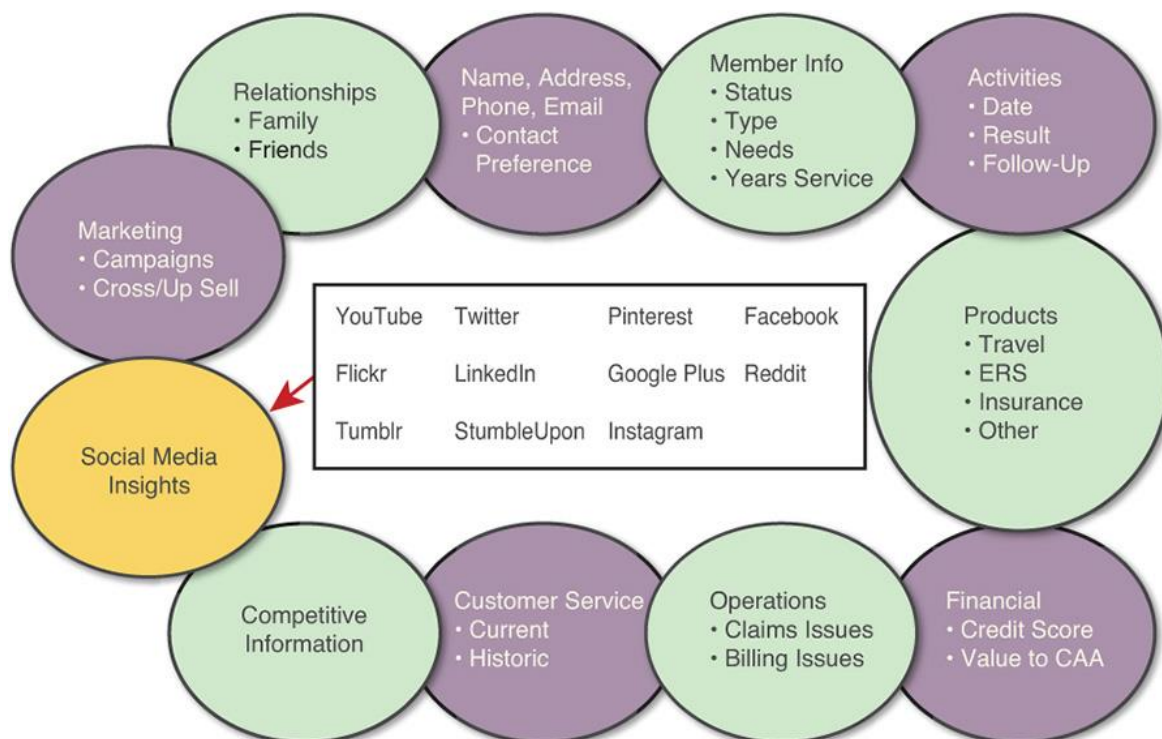 Relationships
• Family
• Friends
Name, Address,
Phone, Email
• Contact
Preference
Member Info
• Status
• Type
• Needs
• Years Service
Activities
• Date
• Result
• Follow-Up
Marketing
• Campaigns
• Cross/Up Sell
YouTube Twitter Pinterest Facebook
Flickr LinkedIn Google Plus Reddit
Tumblr StumbleUpon Instagram
Products
• Travel
• ERS
• Insurance
• Other
Social Media
Insights
Competitive
Information
Customer Service
• Current
• Historic
Operations
• Claims Issues
• Billing Issues
Financial
• Credit Score
• Value to CAA